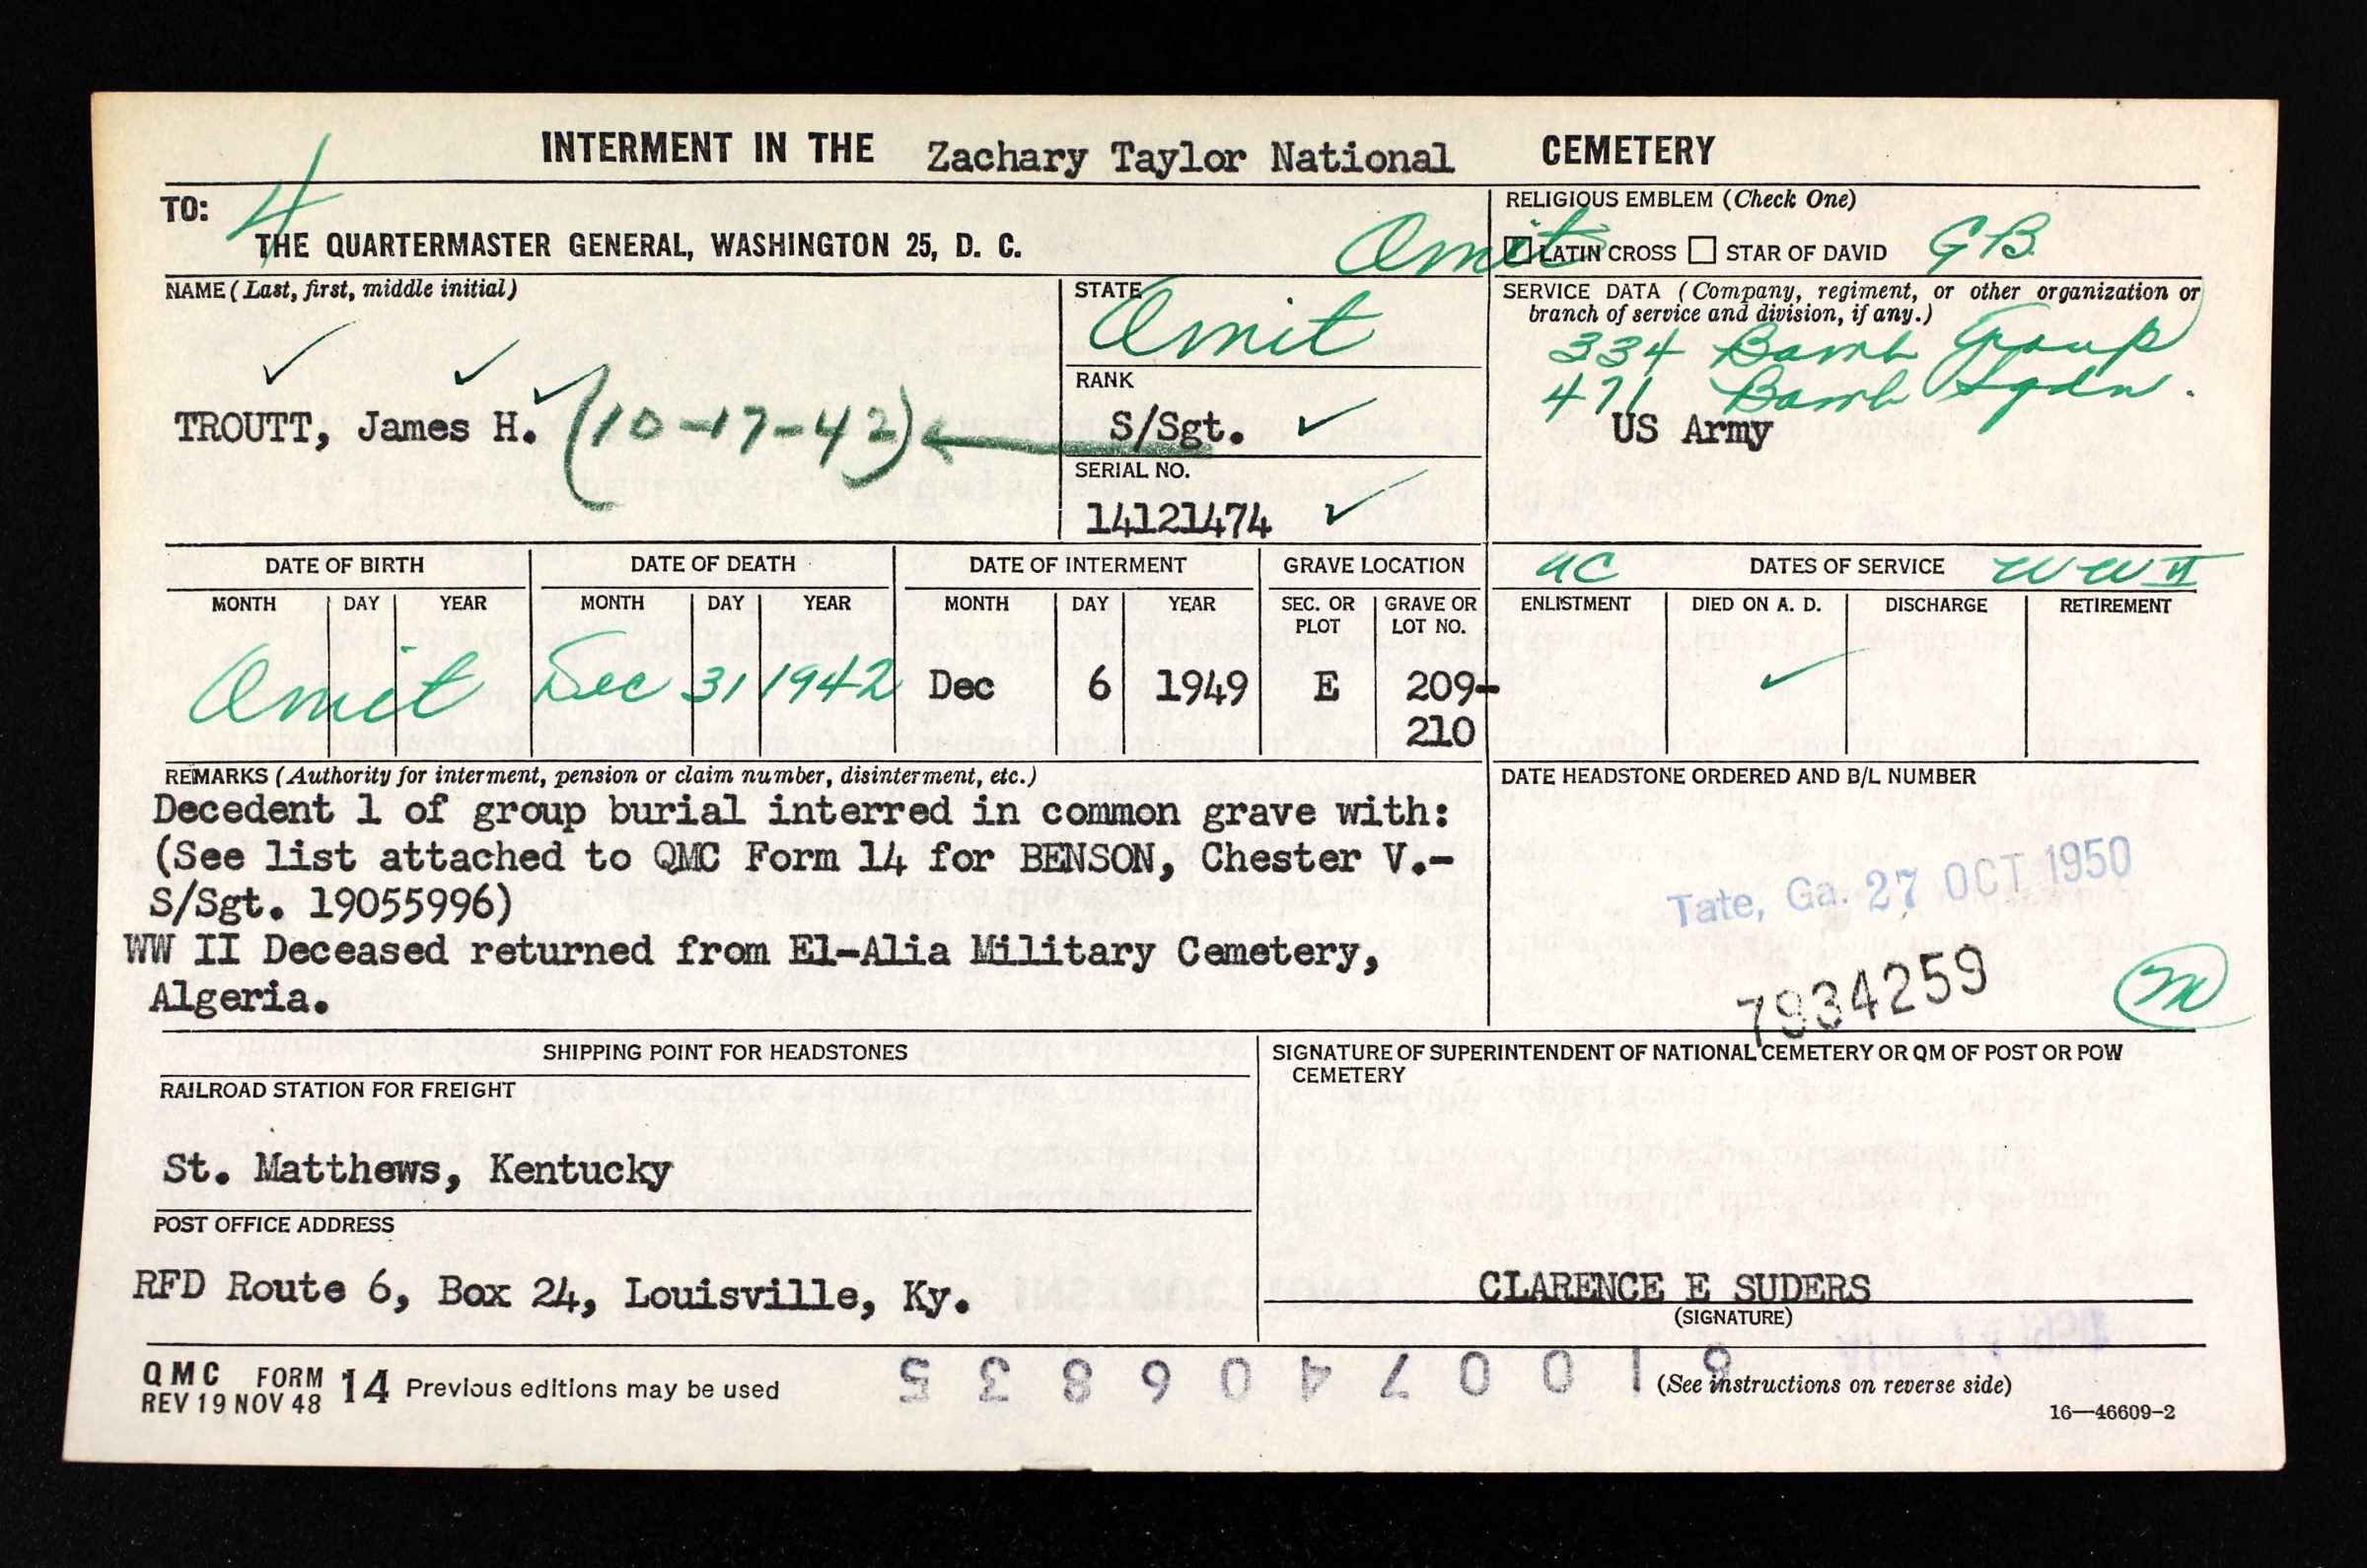 INTERMENT IN THE Zachary Taylor National CEMETERY
TO: 4
THE QUARTERMASTER GENERAL, WASHINGTON 25, D. C.
Omit
RELIGIOUS EMBLEM (Check One)
LATIN CROSS STAR OF DAVID GB
NAME (Last, first, middle initial)
TROUTT, James H. (10-17-42)
STATE
Omit
RANK
S/Sgt.
SERIAL NO.
14121474
SERVICE DATA (Company, regiment, or other organization or
branch of service and division, if any.)
334 Bomb Group
471 Bomb Sqdn.
US Army
DATE OF BIRTH DATE OF DEATH DATE OF INTERMENT GRAVE LOCATION
MONTH DAY YEAR MONTH DAY YEAR MONTH DAY YEAR SEC. OR PLOT GRAVE OR LOT NO.
Omit Dec 31 1942 Dec 6 1949 E 209-
210
AC DATES OF SERVICE WW II
ENLISTMENT DIED ON A. D. DISCHARGE RETIREMENT
REMARKS (Authority for interment, pension or claim number, disinterment, etc.)
Decedent 1 of group burial interred in common grave with:
(See list attached to QMC Form 14 for BENSON, Chester V.-
S/Sgt. 19055996)
WW II Deceased returned from El-Alia Military Cemetery,
Algeria.
DATE HEADSTONE ORDERED AND B/L NUMBER
Tate, Ga. 27 OCT 1950
7934259
m
SHIPPING POINT FOR HEADSTONES
RAILROAD STATION FOR FREIGHT
St. Matthews, Kentucky
POST OFFICE ADDRESS
RFD Route 6, Box 24, Louisville, Ky.
SIGNATURE OF SUPERINTENDENT OF NATIONAL CEMETERY OR QM OF POST OR POW
CEMETERY
CLARENCE E SUDERS
(SIGNATURE)
QMC FORM 14 Previous editions may be used
REV 19 NOV 48
(See instructions on reverse side)
16—46609-2